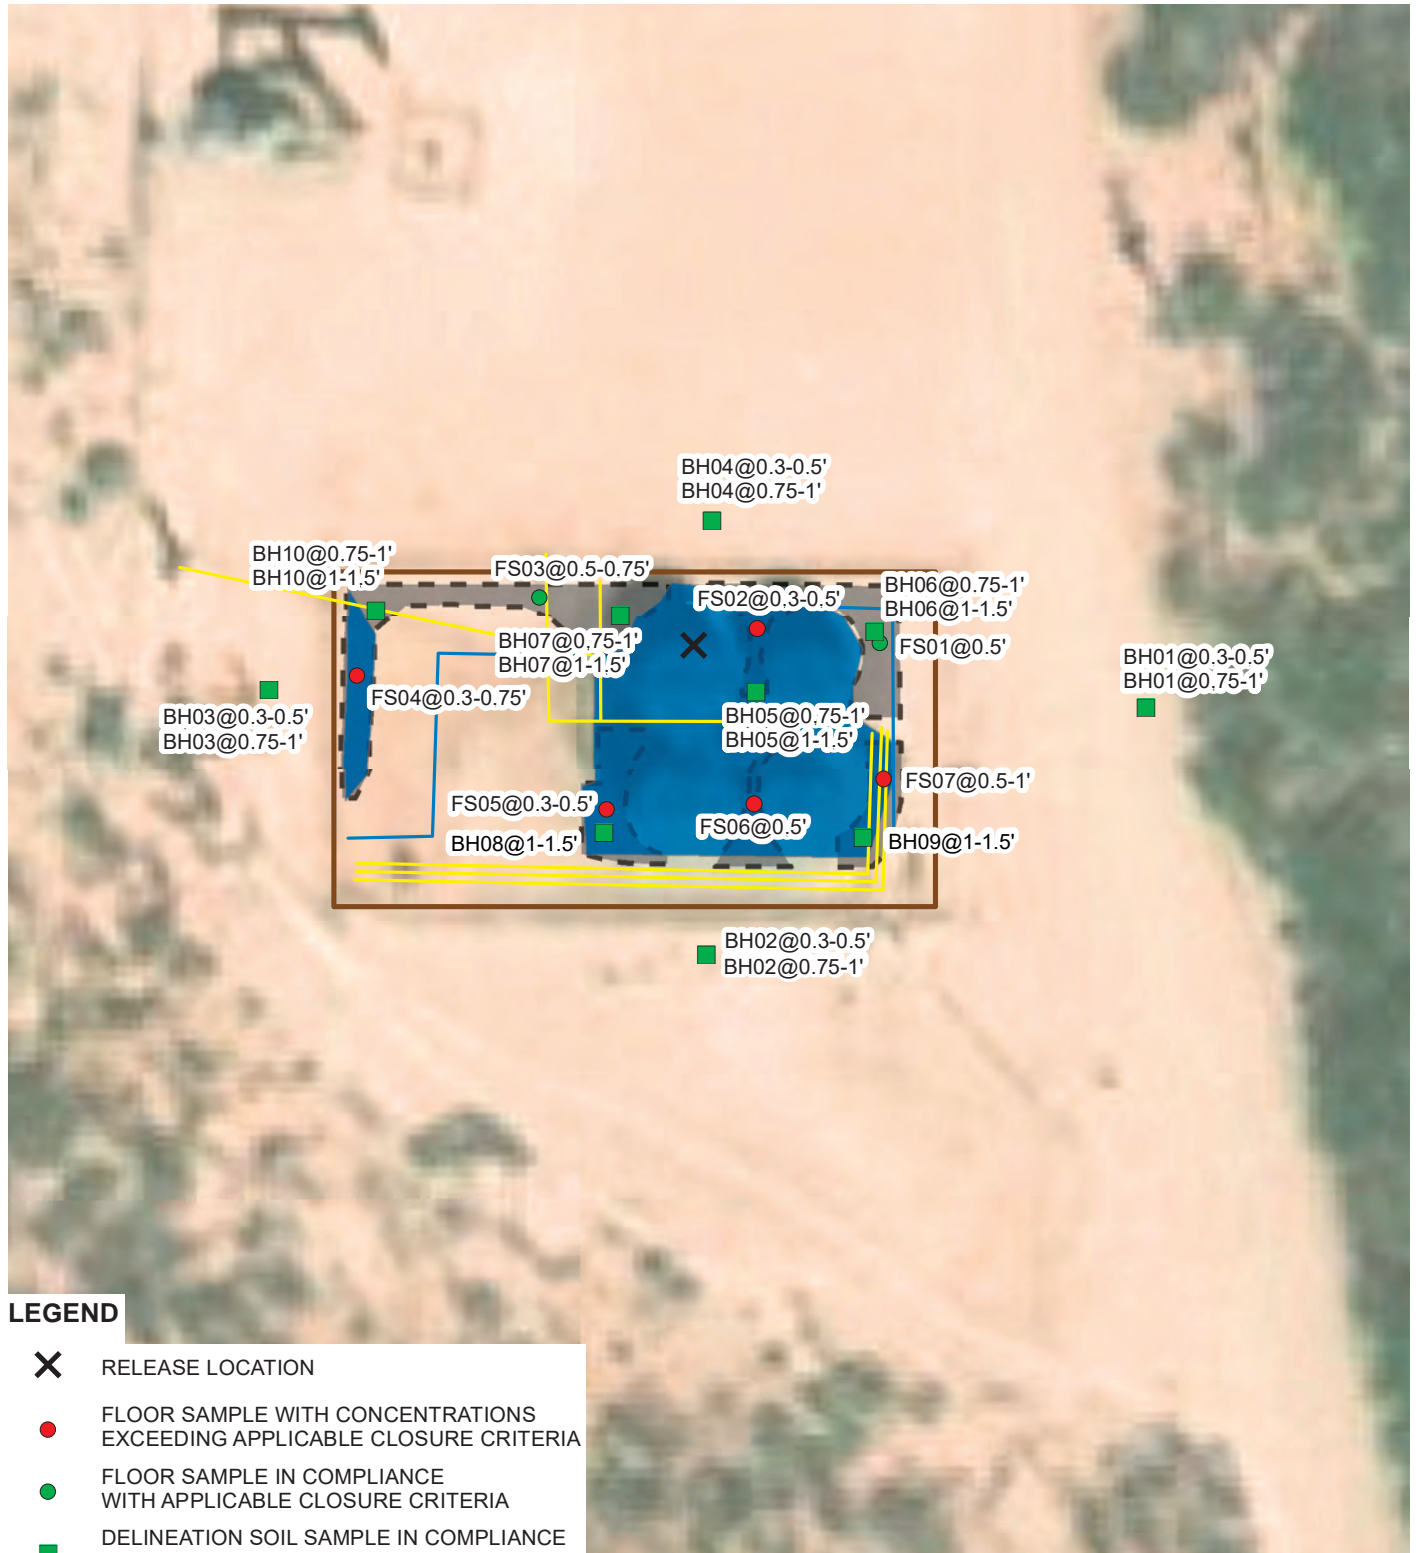 BH04@0.3-0.5'
BH04@0.75-1'
BH10@0.75-1'
BH10@1-1.5'
FS03@0.5-0.75'
BH06@0.75-1'
BH06@1-1.5'
FS02@0.3-0.5'
FS01@0.5'
BH07@0.75-1'
BH07@1-1.5'
BH01@0.3-0.5'
BH01@0.75-1'
FS04@0.3-0.75'
BH03@0.3-0.5'
BH03@0.75-1'
BH05@0.75-1'
BH05@1-1.5'
FS07@0.5-1'
FS05@0.3-0.5'
FS06@0.5'
BH08@1-1.5'
BH09@1-1.5'
BH02@0.3-0.5'
BH02@0.75-1'
LEGEND
RELEASE LOCATION
FLOOR SAMPLE WITH CONCENTRATIONS
EXCEEDING APPLICABLE CLOSURE CRITERIA
FLOOR SAMPLE IN COMPLIANCE
WITH APPLICABLE CLOSURE CRITERIA
DELINEATION SOIL SAMPLE IN COMPLIANCE